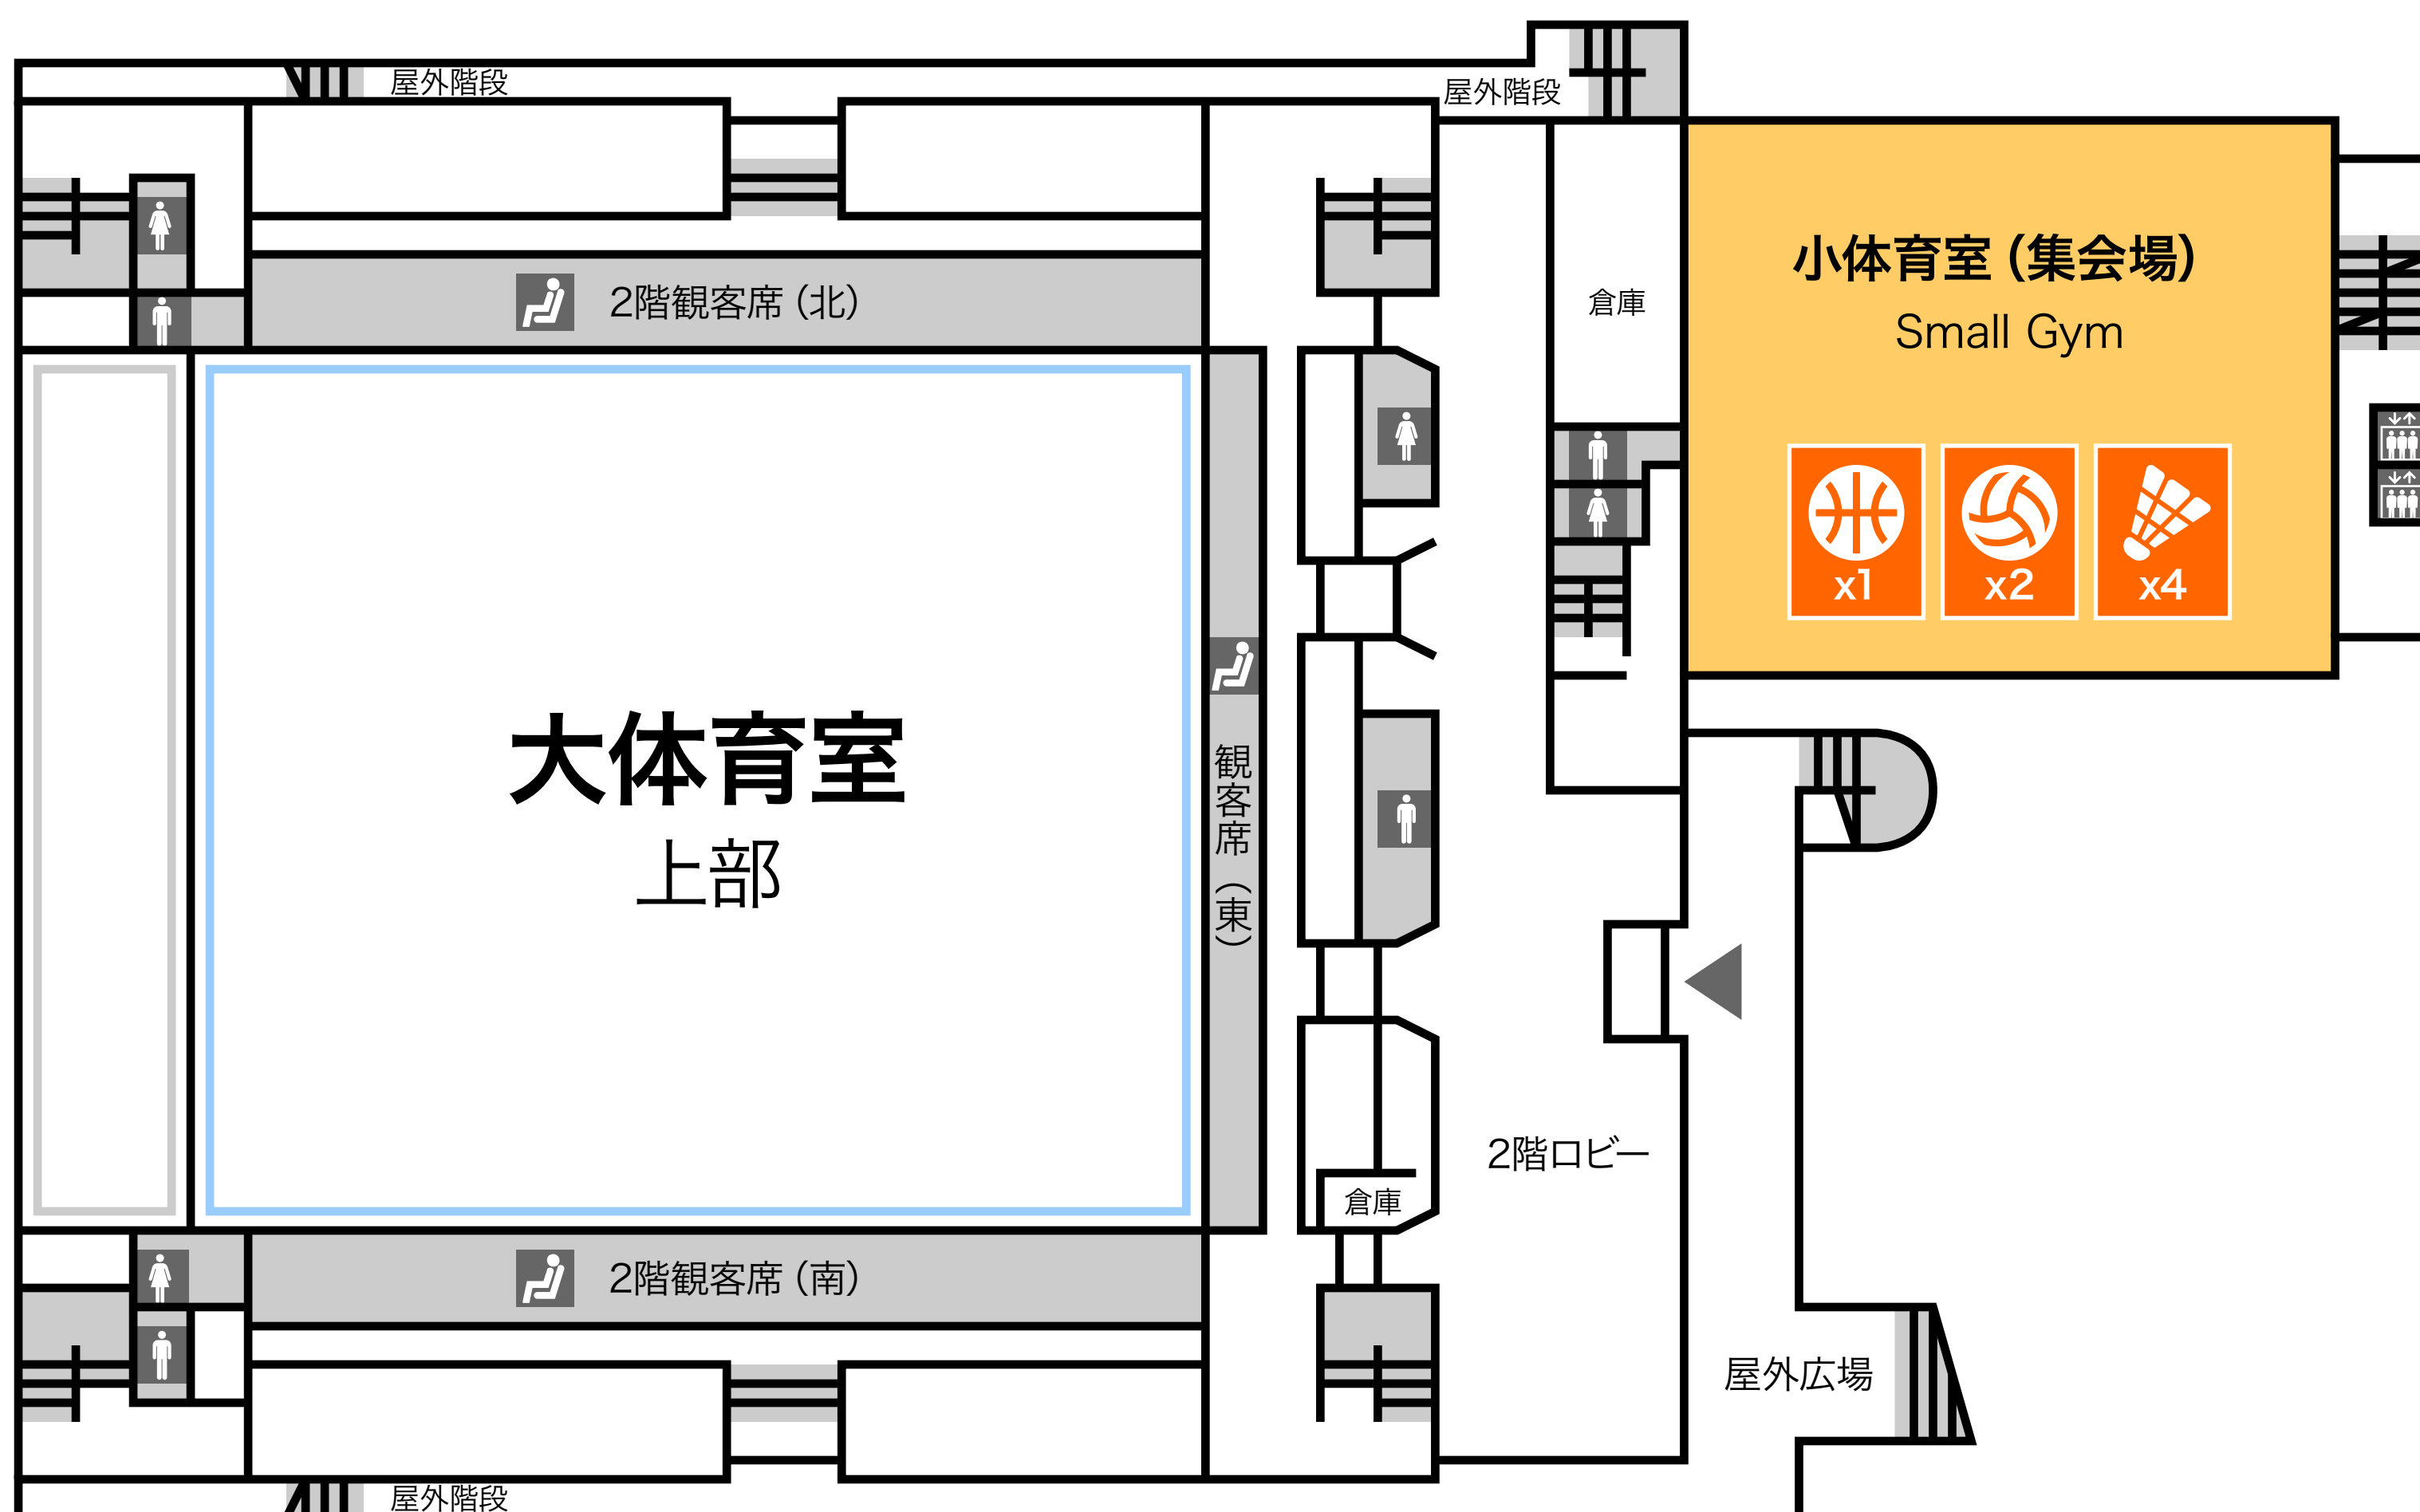 屋外階段
屋外階段
小体育室（集会場）
Small Gym
倉庫
2階観客席（北）
x1
x2
x4
大体育室
上部
観客席（東）
2階ロビー
倉庫
2階観客席（南）
屋外広場
屋外階段